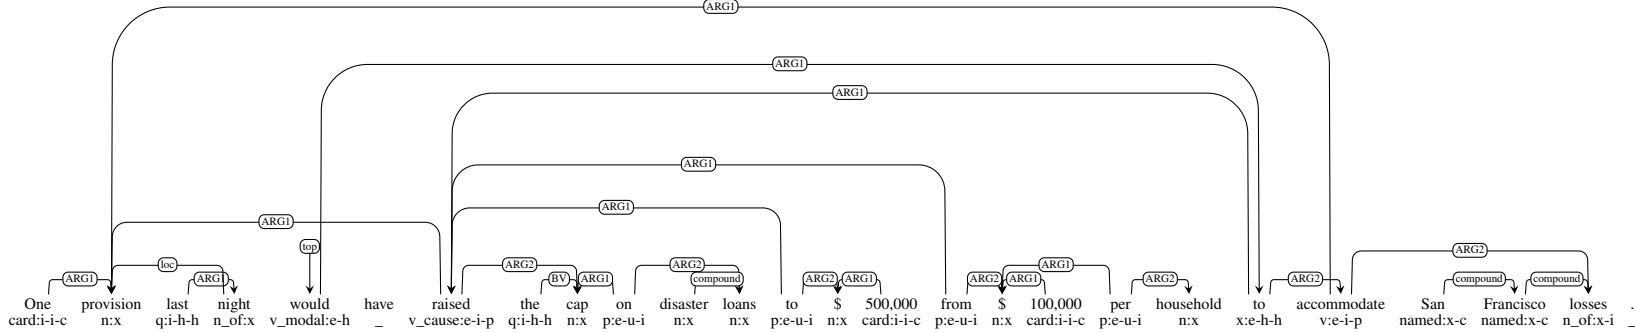 ARG1
ARG1
ARG1
ARG1
ARG1
ARG1
top
ARG2
loc ARG2 ARG2 ARG1
ARG1 ARG1 BV ARG1 compound ARG2 ARG1 ARG2 ARG1 ARG2 ARG2 compound compound
One provision last night would have raised the cap on disaster loans to $ 500,000 from $ 100,000 per household to accommodate San Francisco losses .
card:i-i-c n:x q:i-h-h n_of:x v_modal:e-h _ v_cause:e-i-p q:i-h-h n:x p:e-u-i n:x n:x p:e-u-i n:x card:i-i-c p:e-u-i n:x card:i-i-c p:e-u-i n:x x:e-h-h v:e-i-p named:x-c named:x-c n_of:x-i _